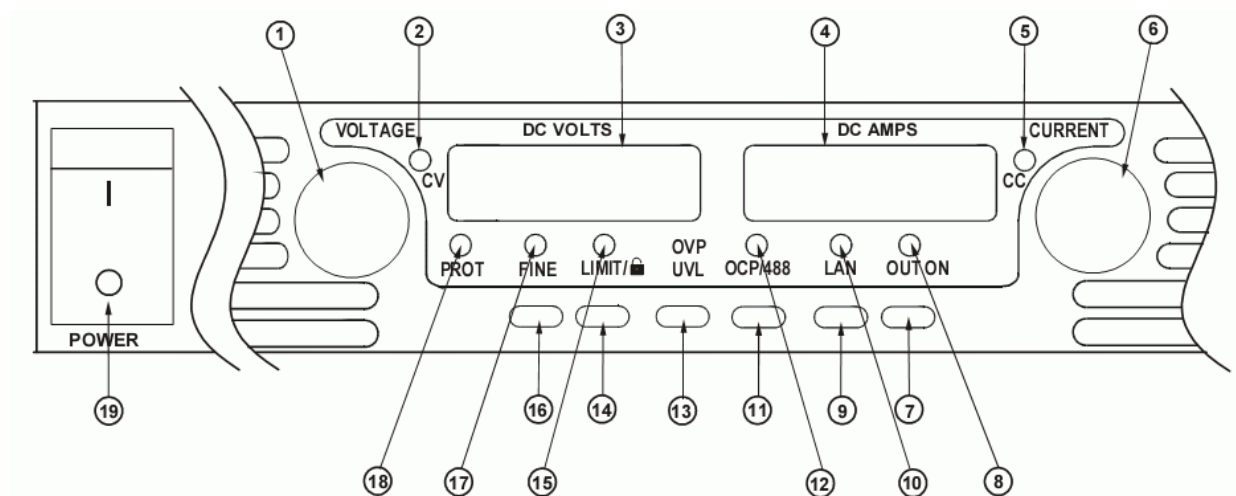 1 2 3 4 5 6
VOLTAGE DC VOLTS DC AMPS CURRENT
CV CC
I
OVP
PROT FINE LIMIT/🔒 UVL OCP/488 LAN OUT ON
POWER
19 16 14 13 11 9 7
18 17 15 12 10 8